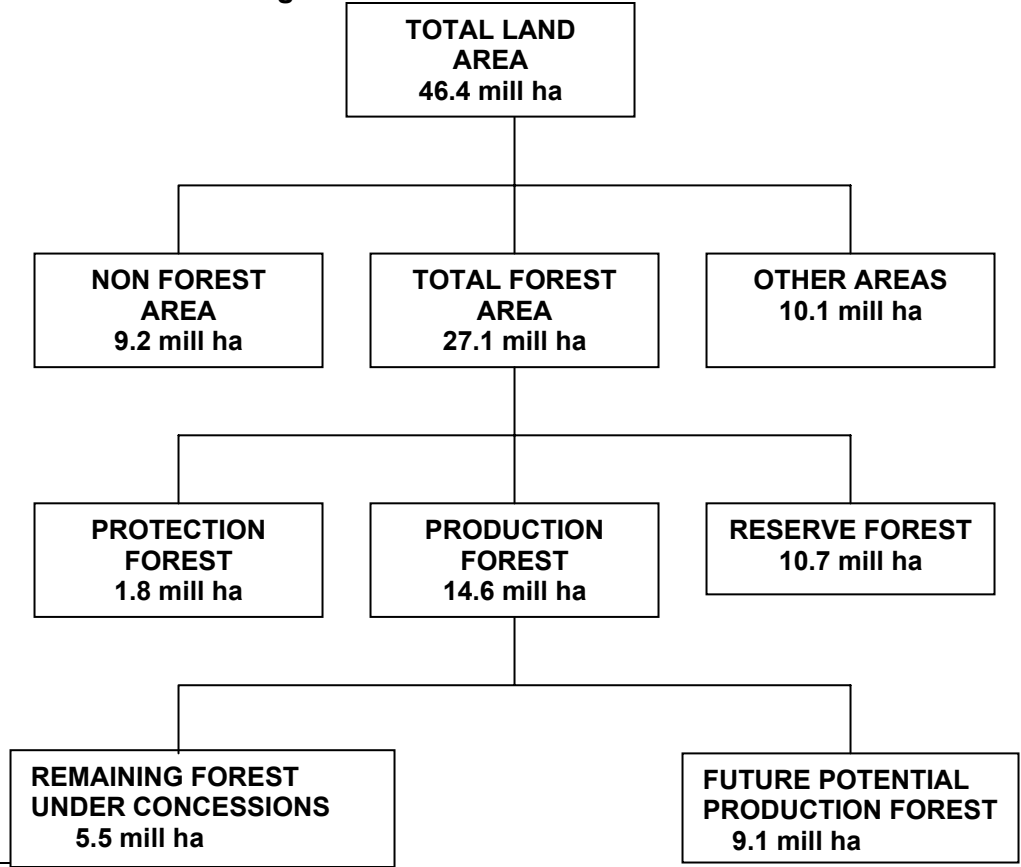 TOTAL LAND
AREA
46.4 mill ha
NON FOREST
AREA
9.2 mill ha
TOTAL FOREST
AREA
27.1 mill ha
OTHER AREAS
10.1 mill ha
PROTECTION
FOREST
1.8 mill ha
PRODUCTION
FOREST
14.6 mill ha
RESERVE FOREST
10.7 mill ha
REMAINING FOREST
UNDER CONCESSIONS
5.5 mill ha
FUTURE POTENTIAL
PRODUCTION FOREST
9.1 mill ha